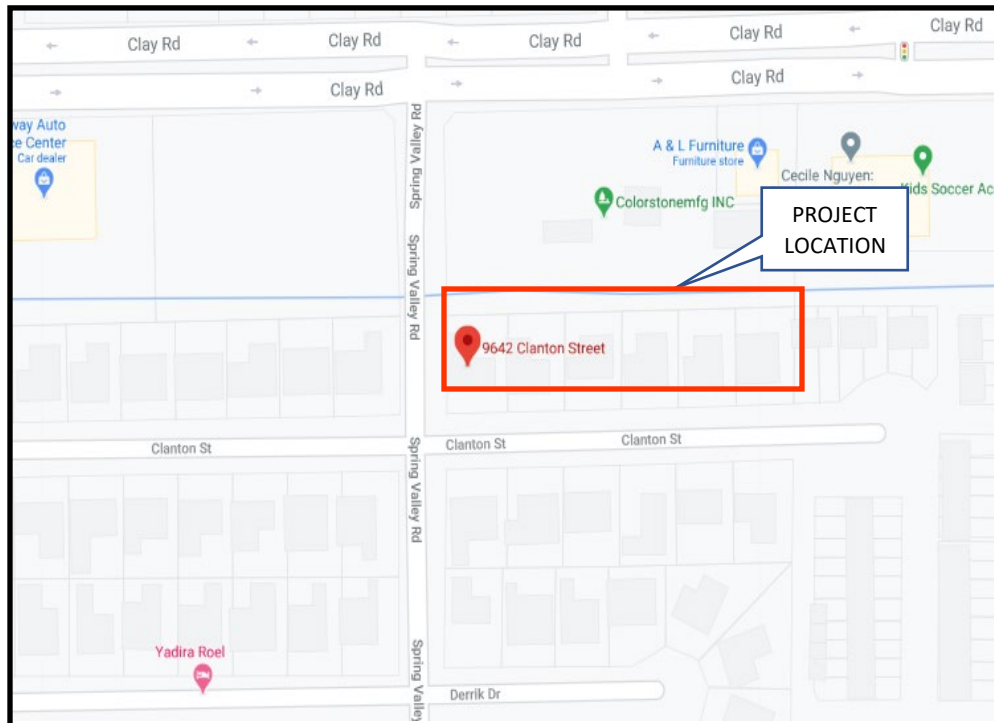 Clay Rd
Clay Rd
Clay Rd
Clay Rd
Clay Rd
Clay Rd
Clay Rd
Spring Valley Rd
way Auto
e Center
Car dealer
A & L Furniture
Furniture store
Cecile Nguyen:
Kids Soccer Ac
Colorstonemfg INC
PROJECT
LOCATION
Spring Valley Rd
9642 Clanton Street
Clanton St
Clanton St
Clanton St
Spring Valley Rd
Yadira Roel
Spring Valley
Derrik Dr